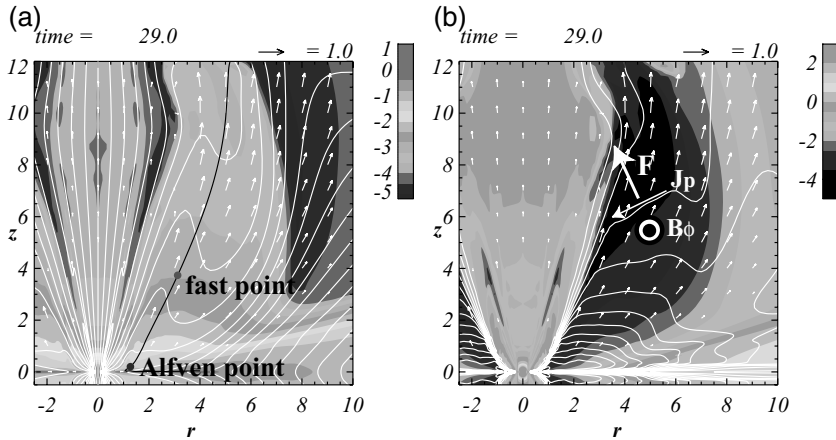 (a)
time = 29.0
= 1.0
12
10
8
6
4
2
0
z
-2 0 2 4 6 8 10
r
fast point
Alfven point
1
0
-1
-2
-3
-4
-5
(b)
time = 29.0
= 1.0
12
10
8
6
4
2
0
z
-2 0 2 4 6 8 10
r
F
Jp
Bϕ
2
0
-2
-4